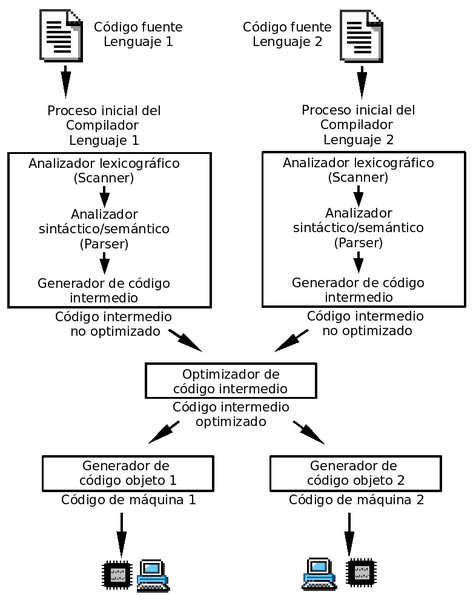 Código fuente
Lenguaje 1
Código fuente
Lenguaje 2
Proceso inicial del
Compilador
Lenguaje 1
Proceso inicial del
Compilador
Lenguaje 2
Analizador lexicográfico
(Scanner)
Analizador
sintáctico/semántico
(Parser)
Generador de código
intermedio
Analizador lexicográfico
(Scanner)
Analizador
sintáctico/semántico
(Parser)
Generador de código
intermedio
Código intermedio
no optimizado
Código intermedio
no optimizado
Optimizador de
código intermedio
Código intermedio
optimizado
Generador de
código objeto 1
Generador de
código objeto 2
Código de máquina 1
Código de máquina 2